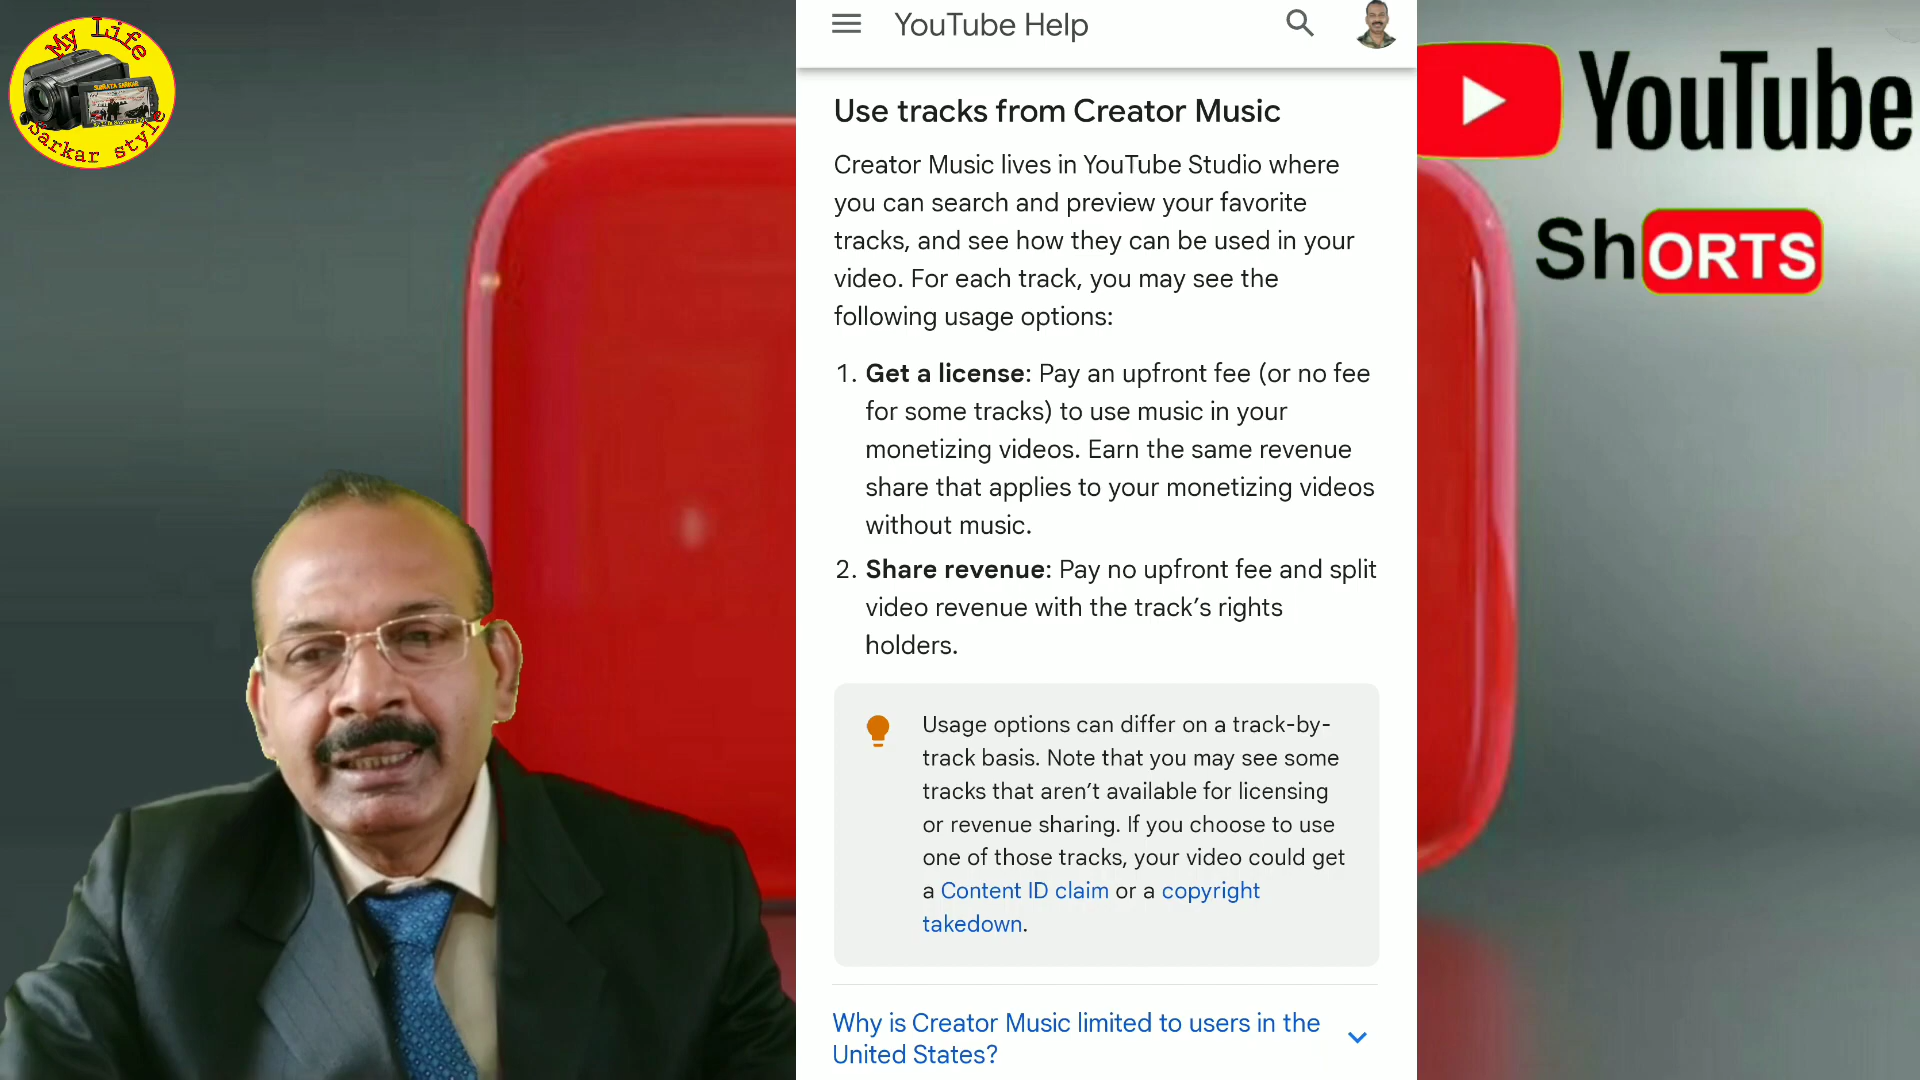 My Life
SUBRATA SARKAR
Sarkar style
YouTube Help
Use tracks from Creator Music
Creator Music lives in YouTube Studio where
you can search and preview your favorite
tracks, and see how they can be used in your
video. For each track, you may see the
following usage options:
1. Get a license: Pay an upfront fee (or no fee
for some tracks) to use music in your
monetizing videos. Earn the same revenue
share that applies to your monetizing videos
without music.
2. Share revenue: Pay no upfront fee and split
video revenue with the track’s rights
holders.
Usage options can differ on a track-by-
track basis. Note that you may see some
tracks that aren’t available for licensing
or revenue sharing. If you choose to use
one of those tracks, your video could get
a Content ID claim or a copyright
takedown.
Why is Creator Music limited to users in the
United States?
YouTube
ShORTS